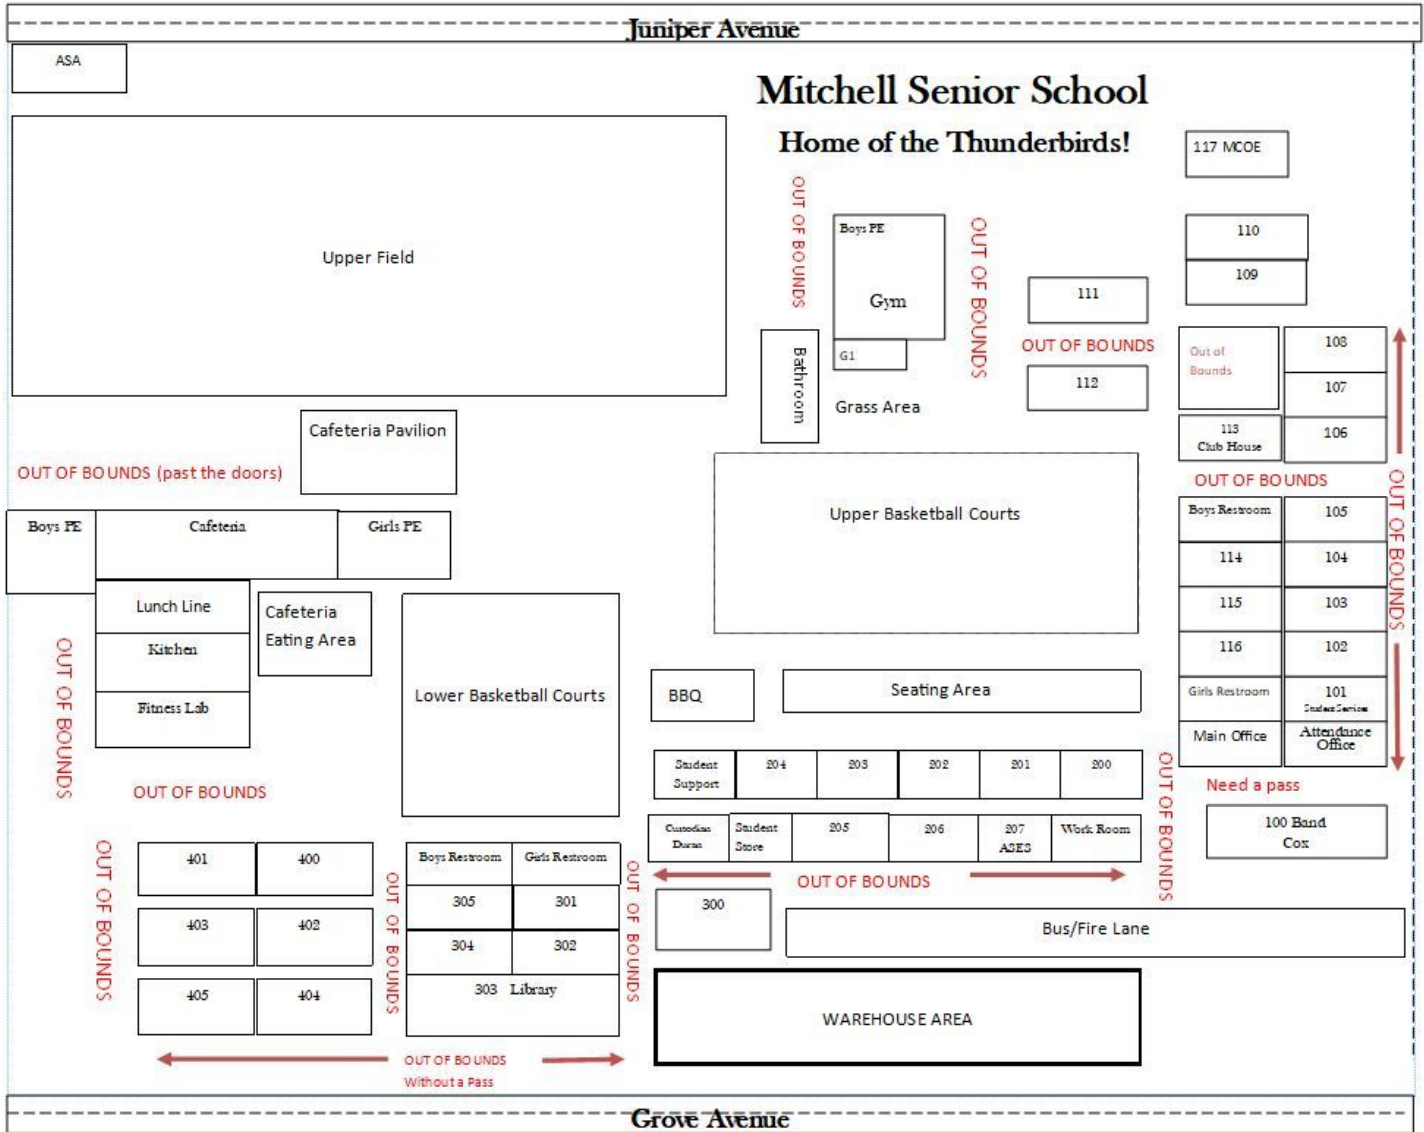 Juniper Avenue
ASA
Mitchell Senior School
Home of the Thunderbirds!
117 MCOE
OUT OF BOUNDS
Boys PE
Gym
G1
OUT OF BOUNDS
110
109
Upper Field
111
OUT OF BOUNDS
112
Bathroom
Grass Area
Out of
Bounds
108
107
106
113
Club House
OUT OF BOUNDS
OUT OF BOUNDS
Cafeteria Pavilion
OUT OF BOUNDS (past the doors)
Boys PE
Cafeteria
Girls PE
Upper Basketball Courts
Boys Restroom
105
114
104
115
103
116
102
Girls Restroom
101
Student Services
Main Office
Attendance
Office
Lunch Line
Kitchen
Fitness Lab
Cafeteria
Eating Area
OUT OF BOUNDS
Lower Basketball Courts
BBQ
Seating Area
OUT OF BOUNDS
Student
Support
204
203
202
201
200
OUT OF BOUNDS
Need a pass
100 Band
Cox
Custodian
Student
Store
205
206
207
ASES
Work Room
OUT OF BOUNDS
OUT OF BOUNDS
401
400
403
402
405
404
OUT OF BOUNDS
Boys Restroom
Girls Restroom
305
301
304
302
303 Library
OUT OF BOUNDS
300
Bus/Fire Lane
WAREHOUSE AREA
OUT OF BOUNDS
Without a Pass
Grove Avenue